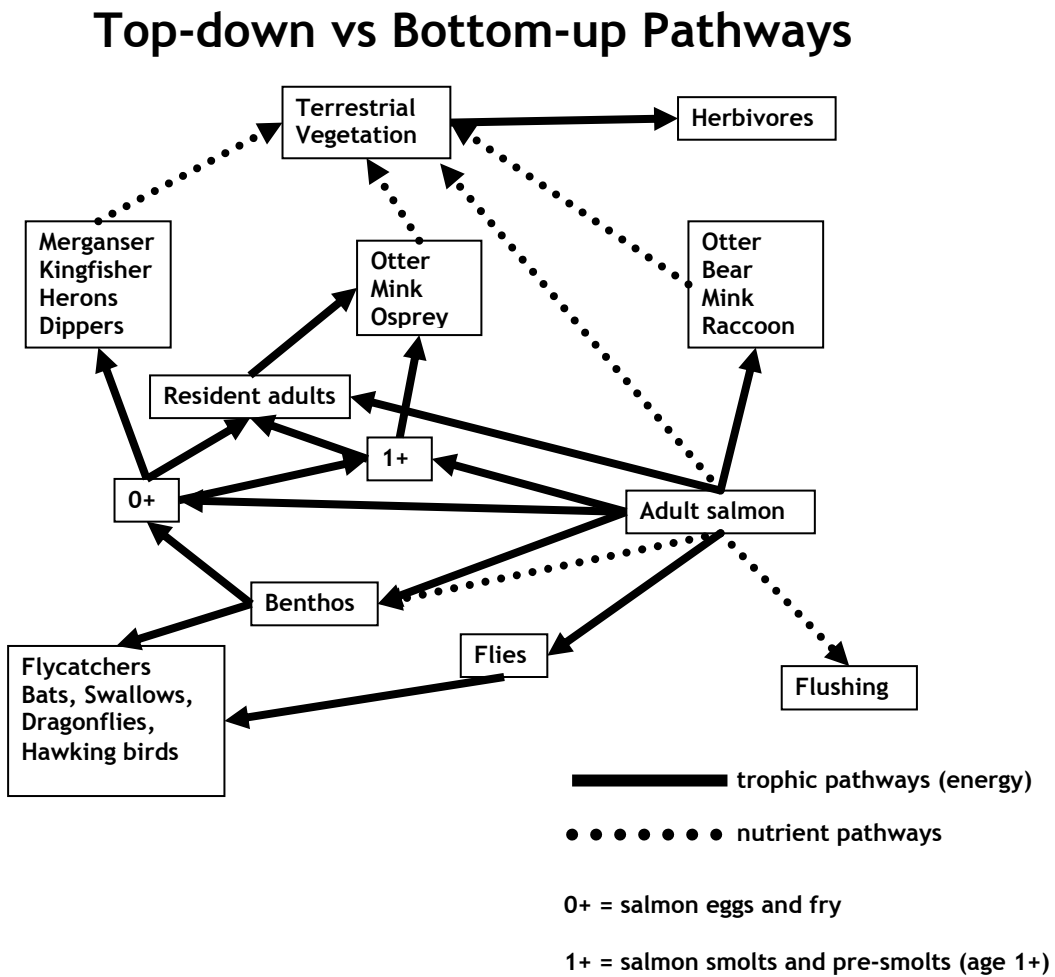 Top-down vs Bottom-up Pathways
Terrestrial
Vegetation
Herbivores
Merganser
Kingfisher
Herons
Dippers
Otter
Mink
Osprey
Otter
Bear
Mink
Raccoon
Resident adults
1+
0+
Adult salmon
Benthos
Flies
Flycatchers
Bats, Swallows,
Dragonflies,
Hawking birds
Flushing
trophic pathways (energy)
nutrient pathways
0+ = salmon eggs and fry
1+ = salmon smolts and pre-smolts (age 1+)